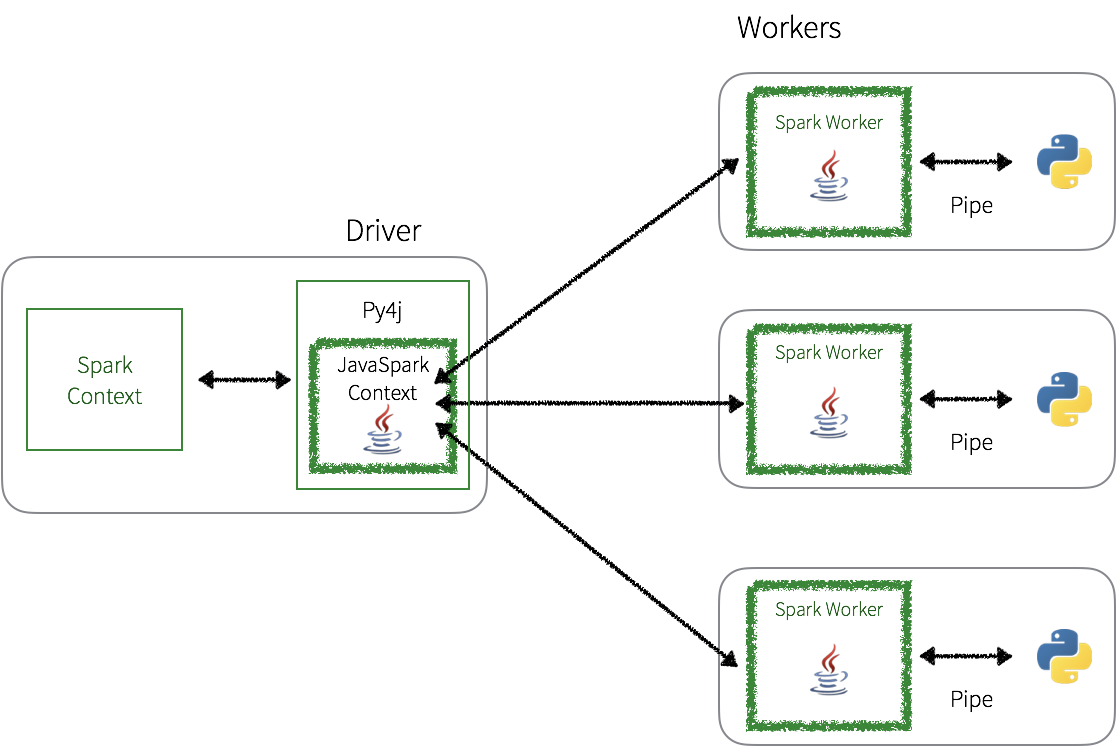 Workers
Spark Worker
Pipe
Driver
Spark
Context
Py4j
JavaSpark
Context
Spark Worker
Pipe
Spark Worker
Pipe